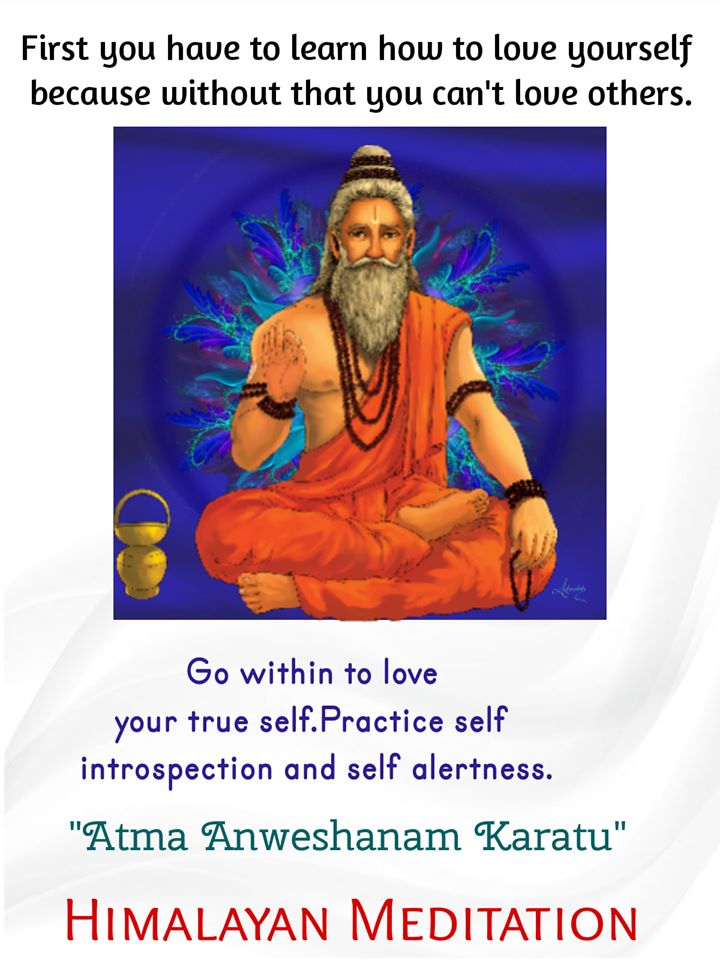 First you have to learn how to love yourself
because without that you can't love others.
Go within to love
your true self.Practice self
introspection and self alertness.
"Atma Anweshanam Karatu"
HIMALAYAN MEDITATION